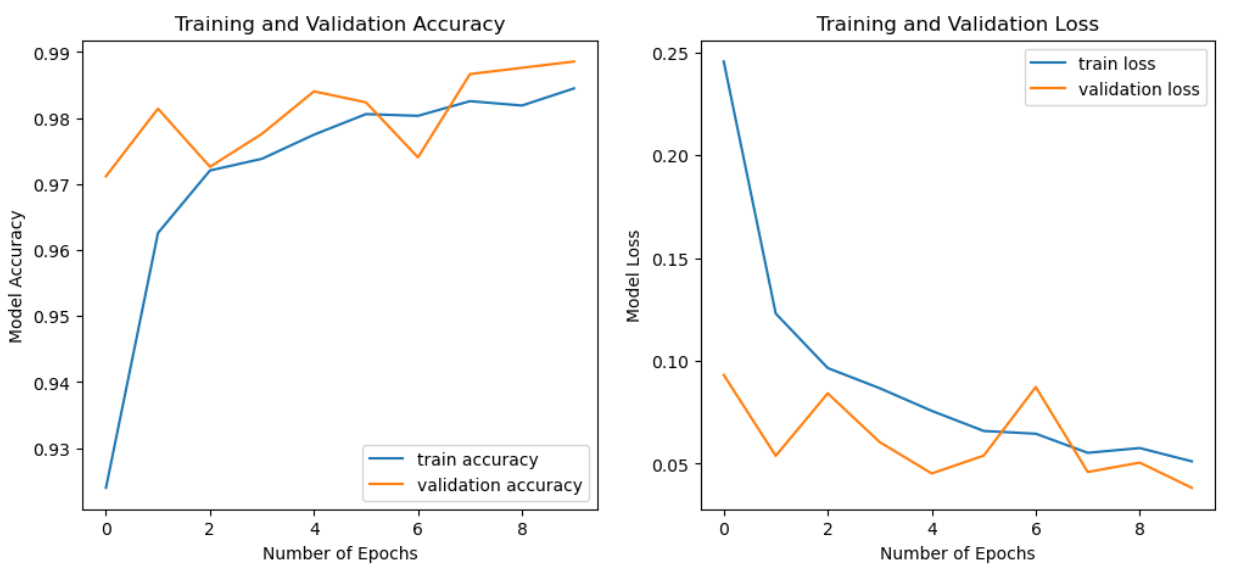 Training and Validation Accuracy
0.99
0.98
0.97
0.96
0.95
0.94
0.93
Model Accuracy
train accuracy
validation accuracy
0 2 4 6 8
Number of Epochs
Training and Validation Loss
0.25
0.20
0.15
0.10
0.05
Model Loss
train loss
validation loss
0 2 4 6 8
Number of Epochs